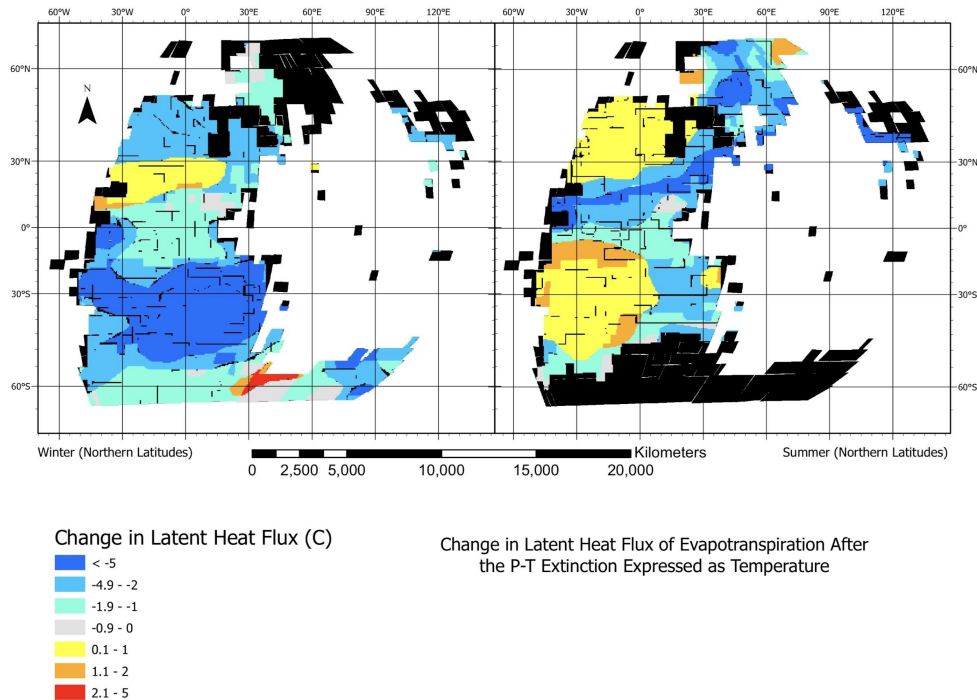 60°W 30°W 0° 30°E 60°E 90°E 120°E 60°W 30°W 0° 30°E 60°E 90°E 120°E
60°N 60°N
N
30°N 30°N
0° 0°
30°S 30°S
60°S 60°S
Winter (Northern Latitudes) Kilometers Summer (Northern Latitudes)
0 2,500 5,000 10,000 15,000 20,000
Change in Latent Heat Flux (C)
< -5
-4.9 - -2
-1.9 - -1
-0.9 - 0
0.1 - 1
1.1 - 2
2.1 - 5
Change in Latent Heat Flux of Evapotranspiration After
the P-T Extinction Expressed as Temperature